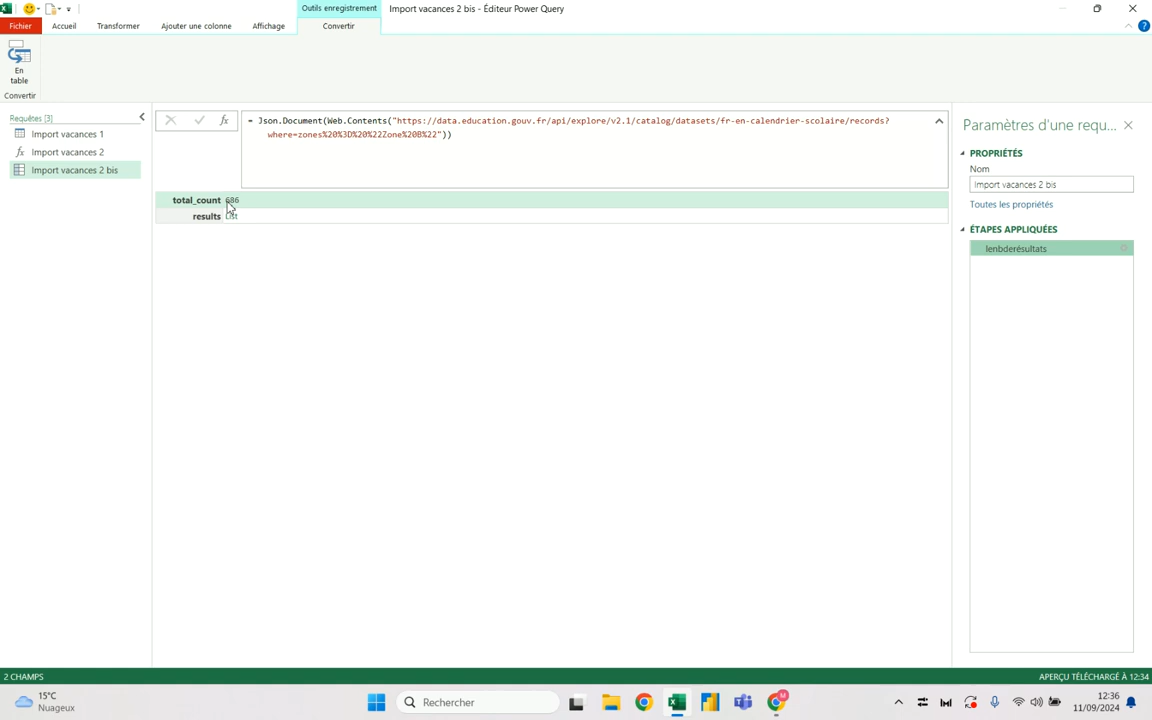 Outils enregistrement
Import vacances 2 bis - Éditeur Power Query
Fichier
Accueil
Transformer
Ajouter une colonne
Affichage
Convertir
En
table
Convertir
Requêtes [3]
Import vacances 1
fx Import vacances 2
Import vacances 2 bis
fx
= Json.Document(Web.Contents("https://data.education.gouv.fr/api/explore/v2.1/catalog/datasets/fr-en-calendrier-scolaire/records?
where=zones%20%3D%20%22Zone%20B%22"))
total_count 686
results List
Paramètres d'une requ...
PROPRIÉTÉS
Nom
Import vacances 2 bis
Toutes les propriétés
ÉTAPES APPLIQUÉES
lenbderésultats
2 CHAMPS
APERÇU TÉLÉCHARGÉ À 12:34
15°C
Nuageux
Rechercher
12:36
11/09/2024